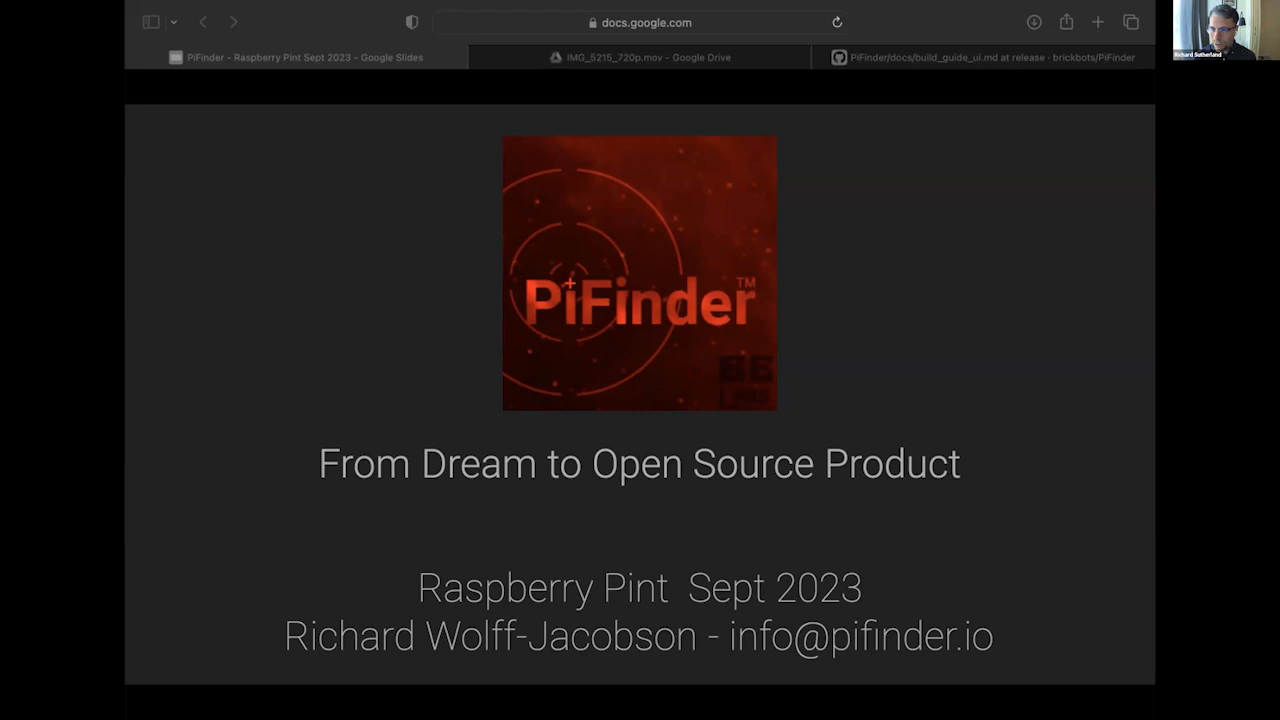 docs.google.com
PiFinder - Raspberry Pint Sept 2023 - Google Slides
IMG_5215_720p.mov - Google Drive
PiFinder/docs/build_guide_ui.md at release · brickbots/PiFinder
Richard Sutherland
PiFinder™
From Dream to Open Source Product
Raspberry Pint Sept 2023
Richard Wolff-Jacobson - info@pifinder.io